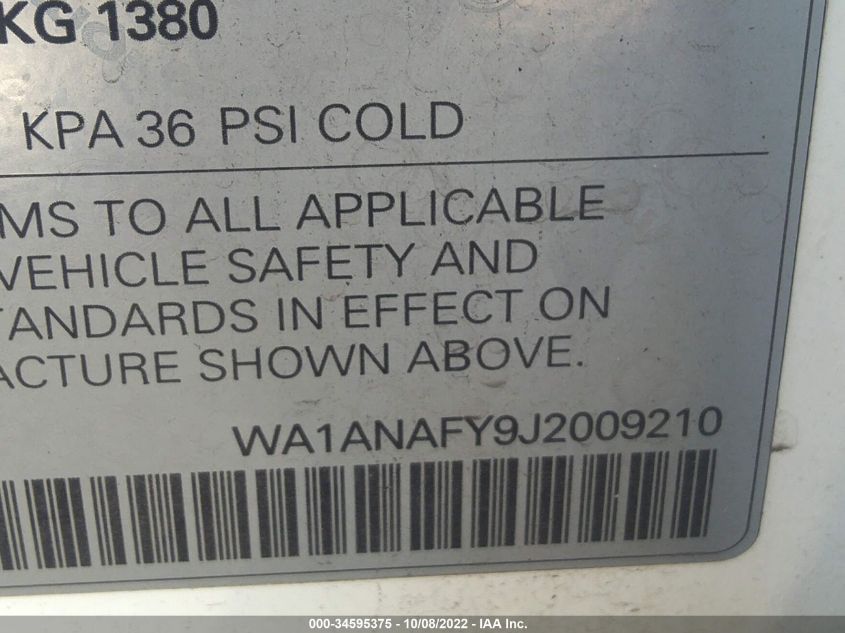 KG 1380
KPA 36 PSI COLD
MS TO ALL APPLICABLE
VEHICLE SAFETY AND
TANDARDS IN EFFECT ON
ACTURE SHOWN ABOVE.
WA1ANAFY9J2009210
000-34595375 - 10/08/2022 - IAA Inc.